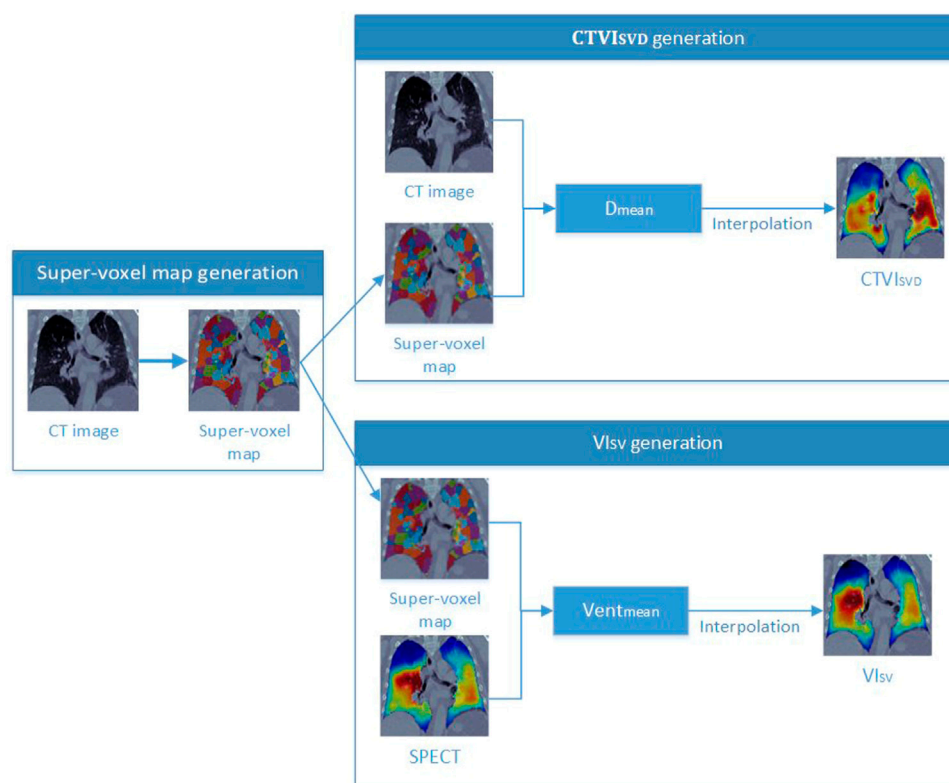 CTVISVD generation
CT image
Dmean
Interpolation
CTVISVD
Super-voxel
map
Super-voxel map generation
CT image
Super-voxel
map
VISV generation
Super-voxel
map
Ventmean
Interpolation
VISV
SPECT